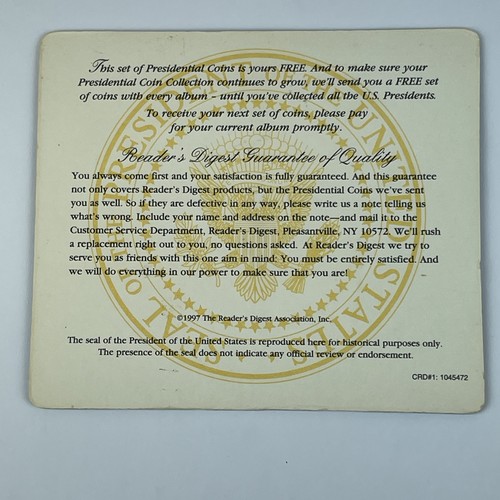 This set of Presidential Coins is yours FREE. And to make sure your
Presidential Coin Collection continues to grow, we'll send you a FREE set
of coins with every album – until you've collected all the U.S. Presidents.
To receive your next set of coins, please pay
for your current album promptly.
Reader's Digest Guarantee of Quality
You always come first and your satisfaction is fully guaranteed. And this guarantee
not only covers Reader's Digest products, but the Presidential Coins we've sent
you as well. So if they are defective in any way, please write us a note telling us
what's wrong. Include your name and address on the note—and mail it to the
Customer Service Department, Reader's Digest, Pleasantville, NY 10572. We'll rush
a replacement right out to you, no questions asked. At Reader's Digest we try to
serve you as friends with this one aim in mind: You must be entirely satisfied. And
we will do everything in our power to make sure that you are!
©1997 The Reader's Digest Association, Inc.
The seal of the President of the United States is reproduced here for historical purposes only.
The presence of the seal does not indicate any official review or endorsement.
CRD#1: 1045472
SEAL OF THE PRESIDENT OF THE UNITED STATES